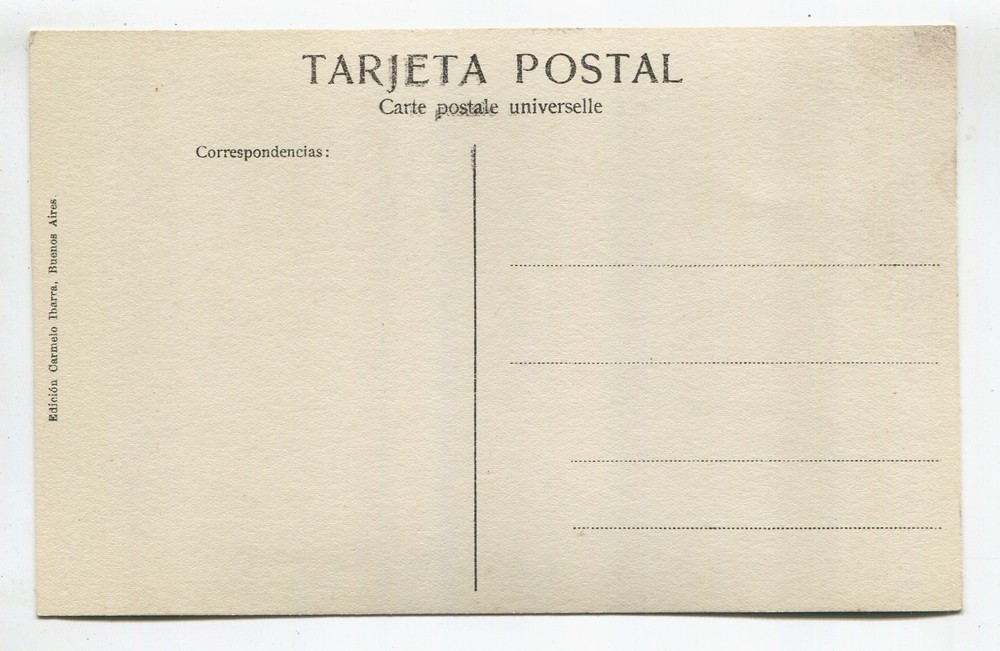 TARJETA POSTAL
Carte postale universelle
Correspondencias:
Edición Carmelo Ibarra, Buenos Aires